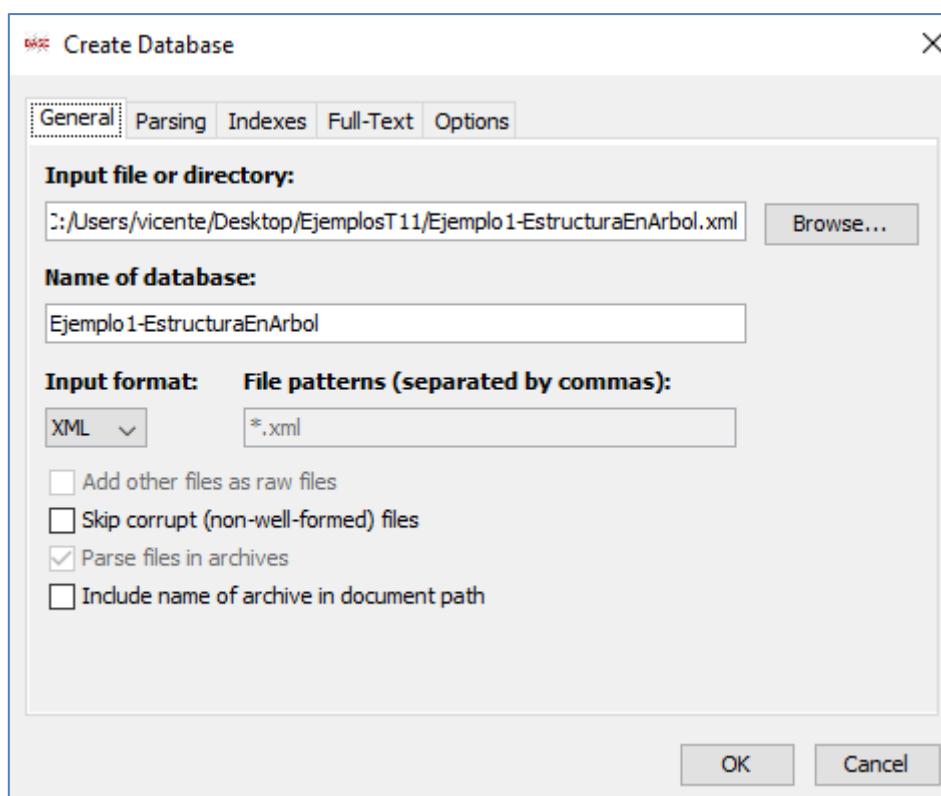 Create Database
General Parsing Indexes Full-Text Options
Input file or directory:
C:/Users/vicente/Desktop/EjemplosT11/Ejemplo1-EstructuraEnArbol.xml Browse...
Name of database:
Ejemplo1-EstructuraEnArbol
Input format: File patterns (separated by commas):
XML *.xml
Add other files as raw files
Skip corrupt (non-well-formed) files
Parse files in archives
Include name of archive in document path
OK Cancel